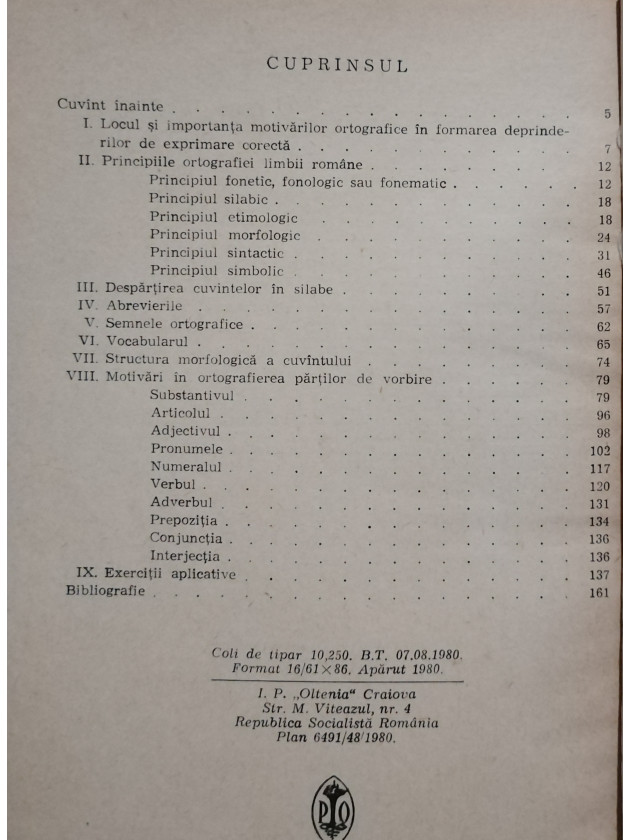 CUPRINSUL
Cuvînt înainte . . . . . . . . . . . . . 5
I. Locul și importanța motivărilor ortografice în formarea deprinde-
rilor de exprimare corectă . . . . . . . . . 7
II. Principiile ortografiei limbii române . . . . . . . 12
Principiul fonetic, fonologic sau fonematic . . . . . . 12
Principiul silabic . . . . . . . . . . 18
Principiul etimologic . . . . . . . . . 18
Principiul morfologic . . . . . . . . . 24
Principiul sintactic . . . . . . . . . . 31
Principiul simbolic . . . . . . . . . . 46
III. Despărțirea cuvintelor în silabe . . . . . . . . 51
IV. Abrevierile . . . . . . . . . . . . 57
V. Semnele ortografice . . . . . . . . . . . 62
VI. Vocabularul . . . . . . . . . . . . 65
VII. Structura morfologică a cuvîntului . . . . . . . 74
VIII. Motivări în ortografierea părților de vorbire . . . . . 79
Substantivul . . . . . . . . . . . 79
Articolul . . . . . . . . . . . . 96
Adjectivul . . . . . . . . . . . . 98
Pronumele . . . . . . . . . . . . 102
Numeralul . . . . . . . . . . . . 117
Verbul . . . . . . . . . . . . 120
Adverbul . . . . . . . . . . . . 131
Prepoziția . . . . . . . . . . . . 134
Conjuncția . . . . . . . . . . . . 136
Interjecția . . . . . . . . . . . . 136
IX. Exerciții aplicative . . . . . . . . . . . 137
Bibliografie . . . . . . . . . . . . . 161
Coli de tipar 10,250. B.T. 07.08.1980.
Format 16/61×86. Apărut 1980.
I. P. „Oltenia“ Craiova
Str. M. Viteazul, nr. 4
Republica Socialistă România
Plan 6491/48/1980.
P O